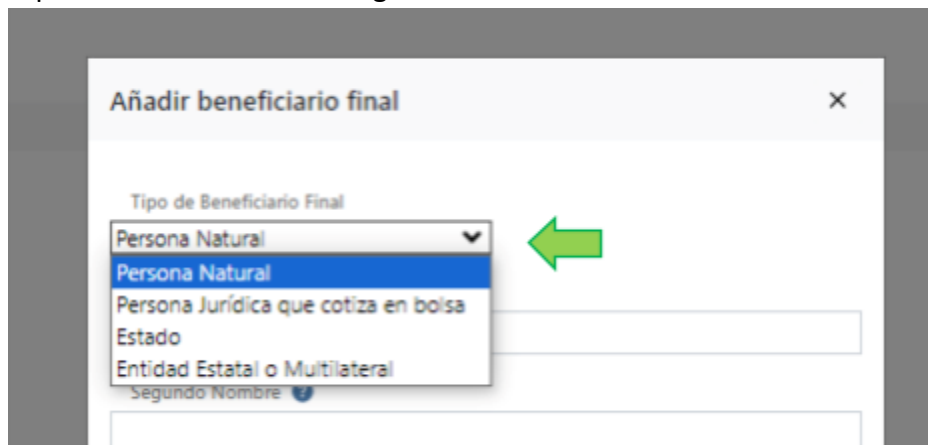 Añadir beneficiario final ×
Tipo de Beneficiario Final
Persona Natural
Persona Natural
Persona Jurídica que cotiza en bolsa
Estado
Entidad Estatal o Multilateral
Segundo Nombre ?